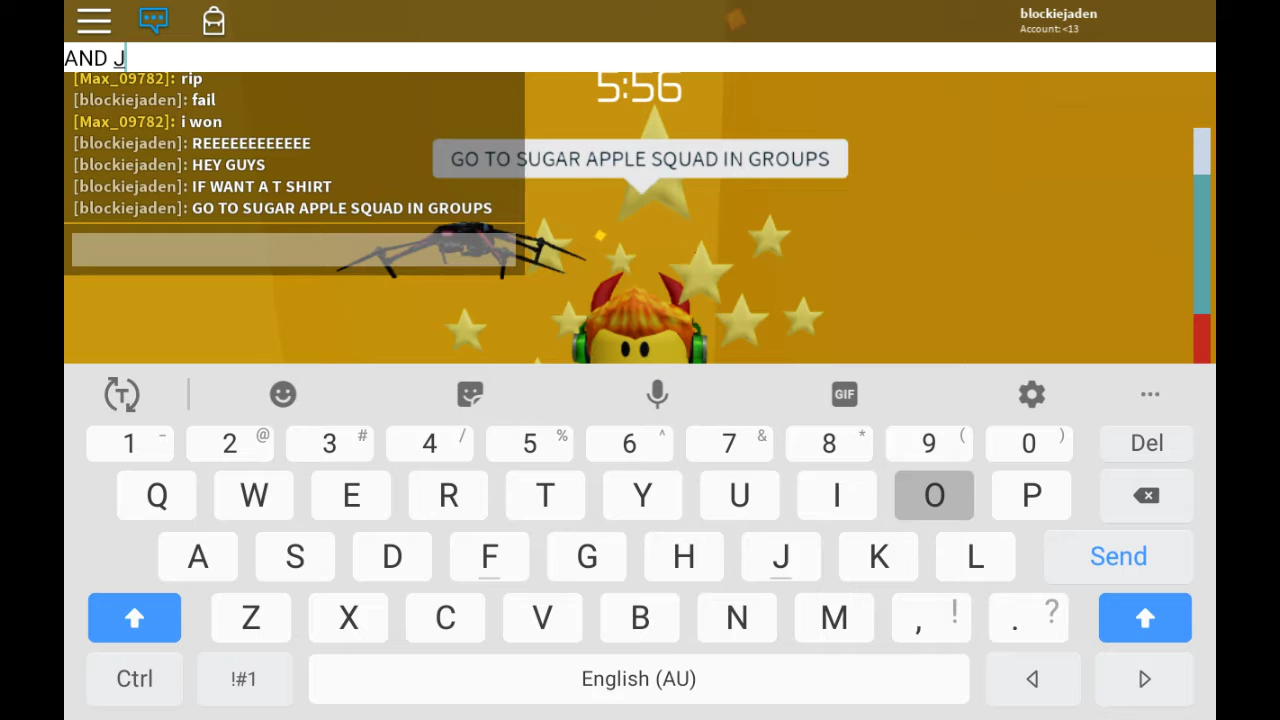 blockiejaden
Account: <13
AND J
[Max_09782]: rip
[blockiejaden]: fail
[Max_09782]: i won
[blockiejaden]: REEEEEEEEEEE
[blockiejaden]: HEY GUYS
[blockiejaden]: IF WANT A T SHIRT
[blockiejaden]: GO TO SUGAR APPLE SQUAD IN GROUPS
5:56
GO TO SUGAR APPLE SQUAD IN GROUPS
T GIF ...
1 - 2 @ 3 # 4 / 5 % 6 ^ 7 & 8 * 9 ( 0 ) Del
Q W E R T Y U I O P
A S D F G H J K L Send
Z X C V B N M , ! . ?
Ctrl !#1 English (AU)